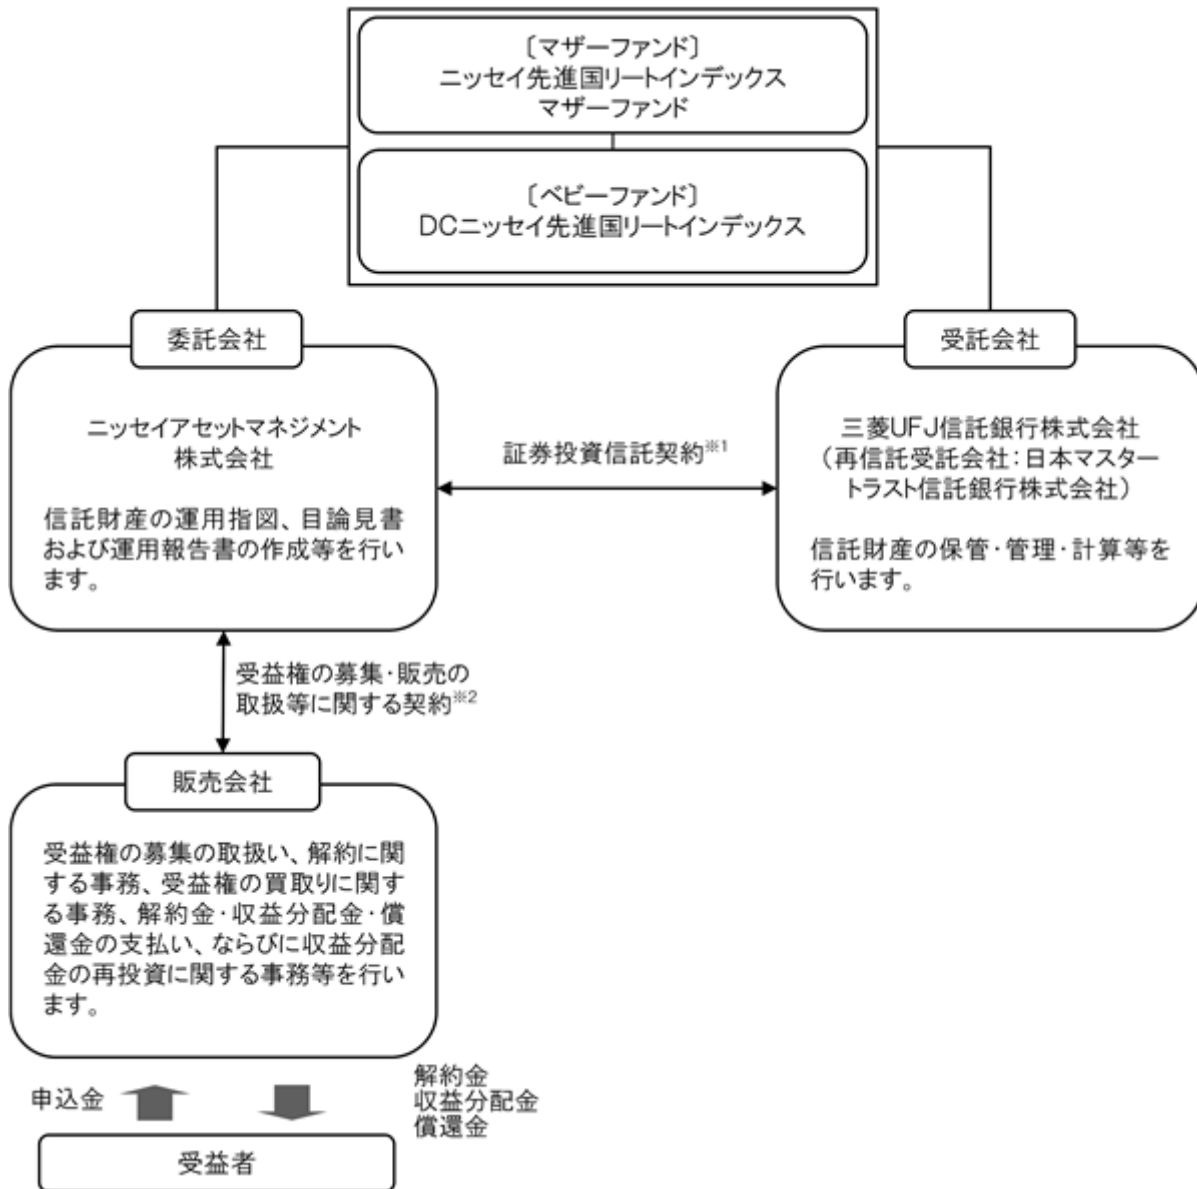 〔マザーファンド〕
ニッセイ先進国リートインデックス
マザーファンド
〔ベビーファンド〕
DCニッセイ先進国リートインデックス
委託会社
ニッセイアセットマネジメント
株式会社
信託財産の運用指図、目論見書
および運用報告書の作成等を行い
ます。
証券投資信託契約※1
受託会社
三菱UFJ信託銀行株式会社
（再信託受託会社：日本マスター
トラスト信託銀行株式会社）
信託財産の保管・管理・計算等を
行います。
受益権の募集・販売の
取扱等に関する契約※2
販売会社
受益権の募集の取扱い、解約に関
する事務、受益権の買取りに関す
る事務、解約金・収益分配金・償
還金の支払い、ならびに収益分配
金の再投資に関する事務等を行い
ます。
申込金
解約金
収益分配金
償還金
受益者